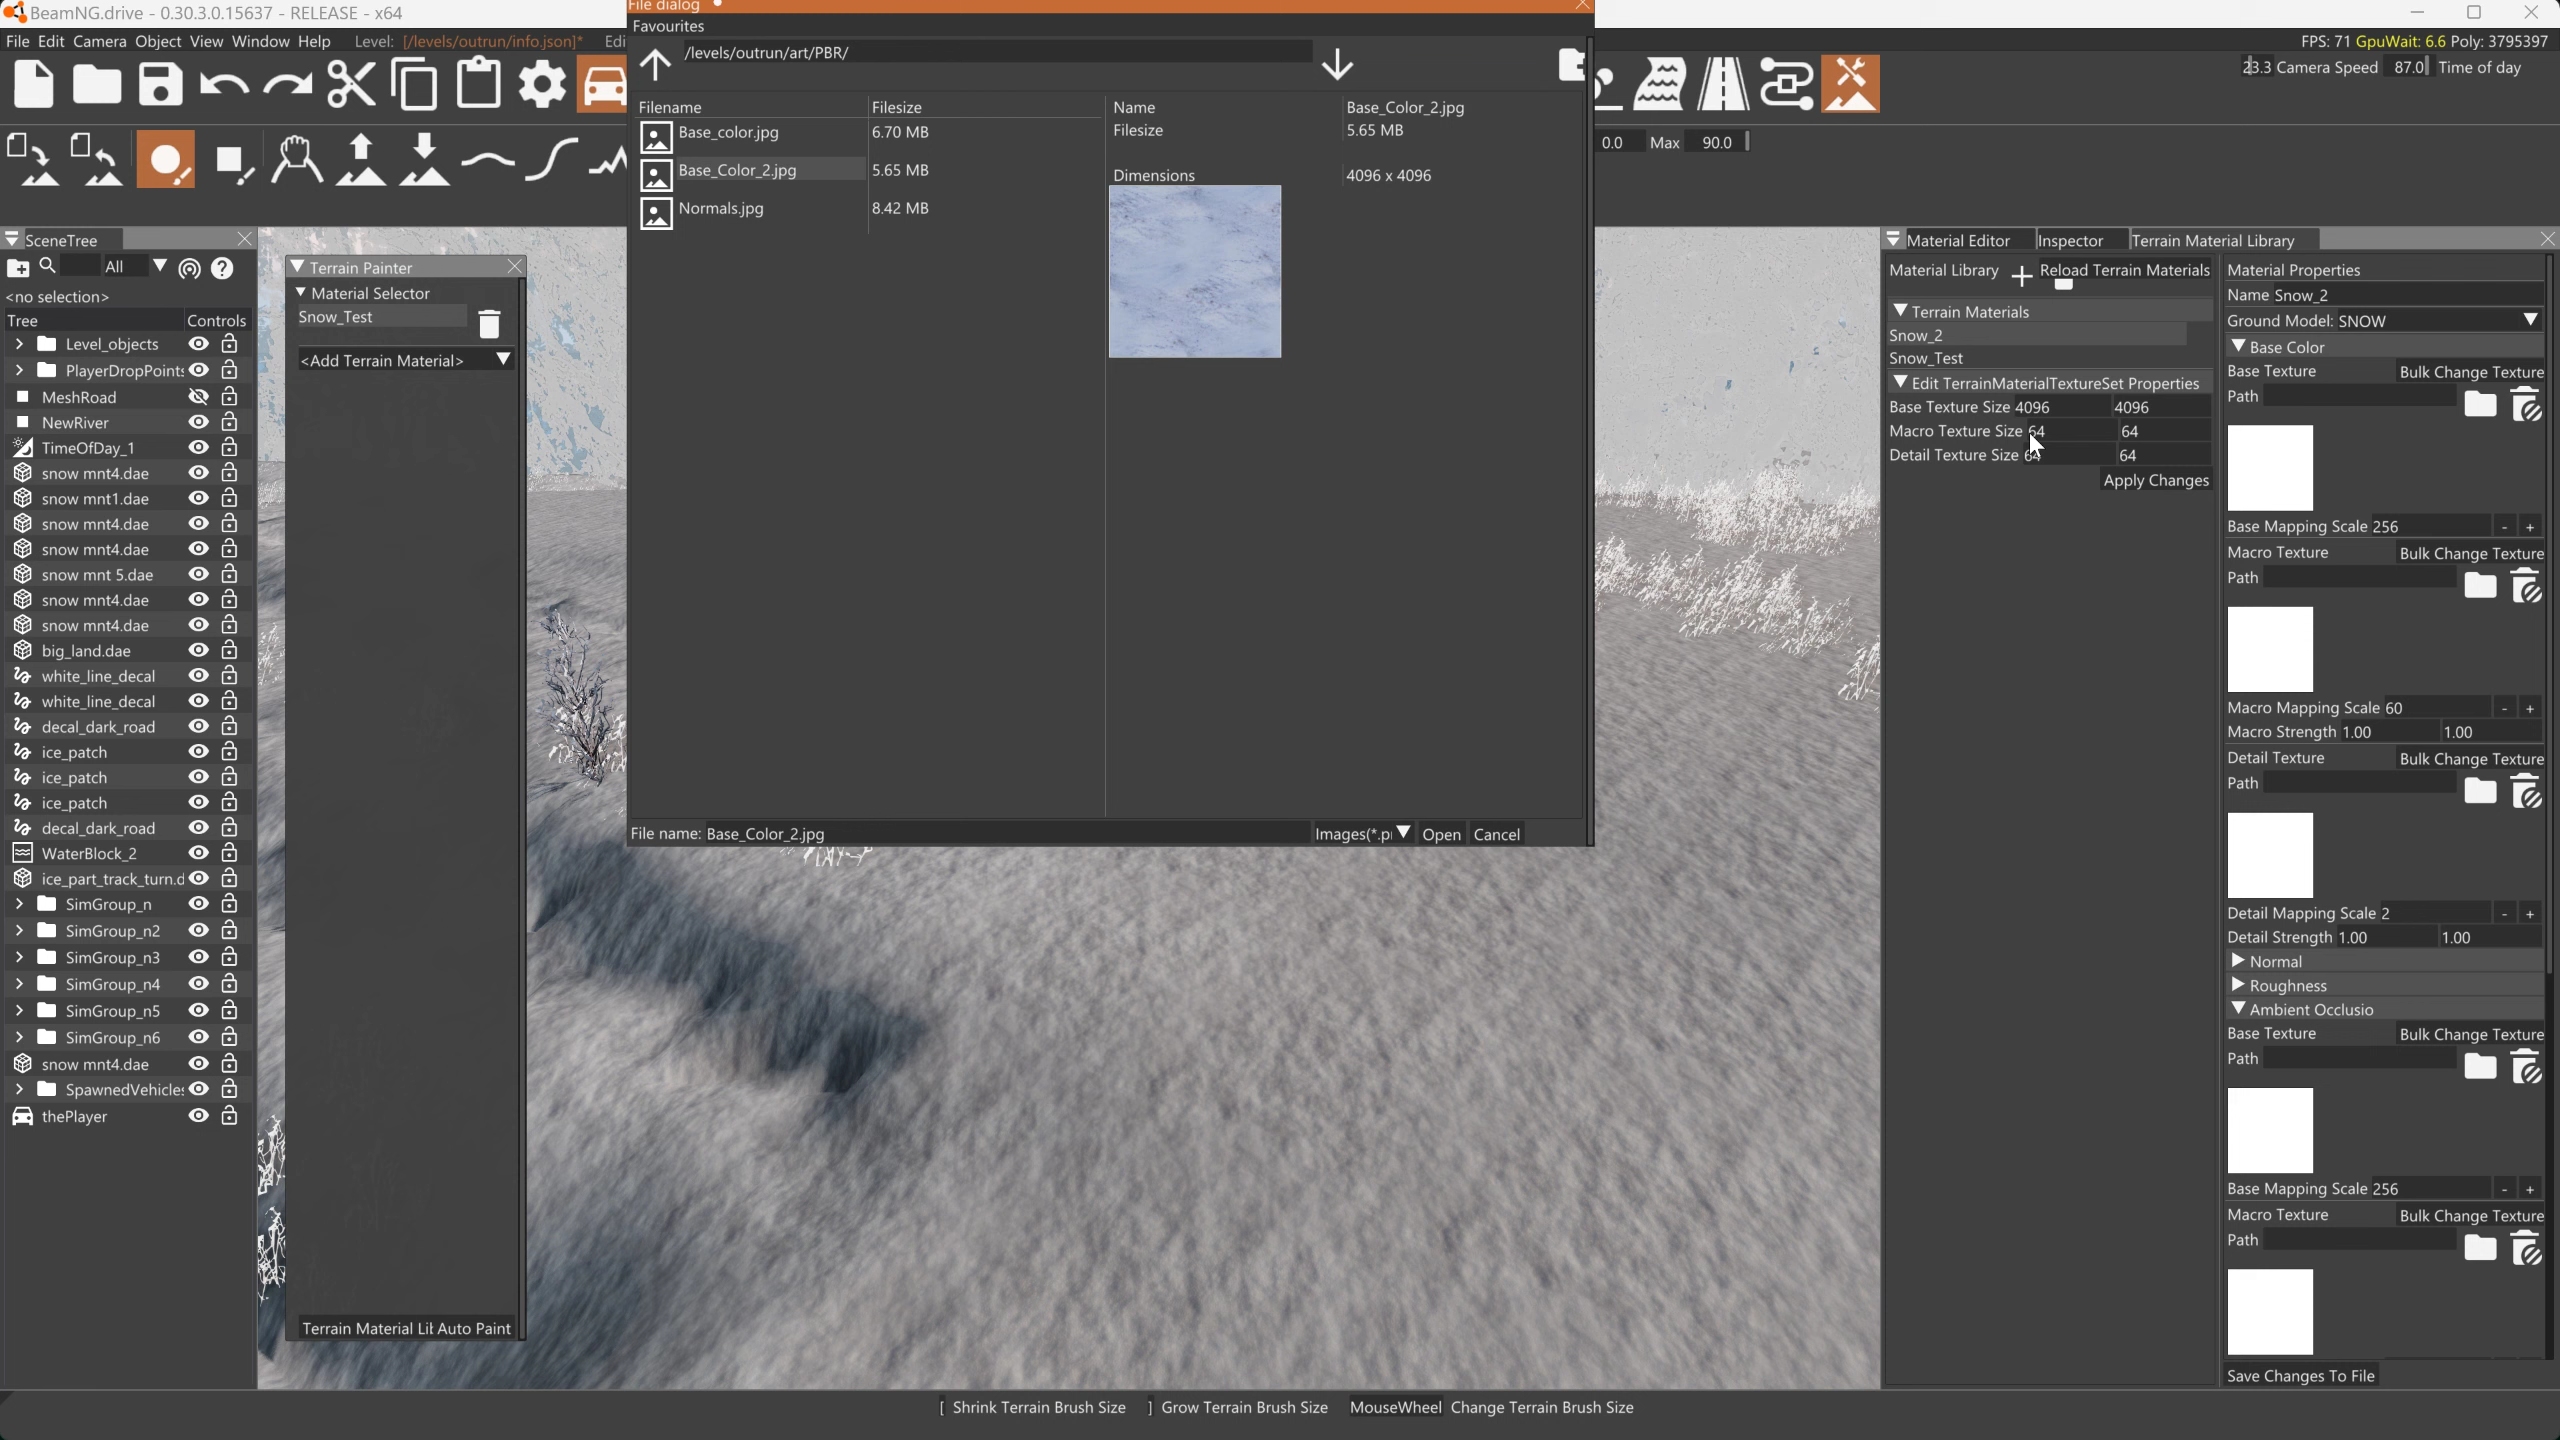 BeamNG.drive - 0.30.3.0.15637 - RELEASE - x64
File Edit Camera Object View Window Help Level: [/levels/outrun/info.json]* Edi
FPS: 71 GpuWait: 6.6 Poly: 3795397
23.3 Camera Speed 87.0 Time of day
0.0 Max 90.0
File dialog
Favourites
/levels/outrun/art/PBR/
Filename Filesize
Base_color.jpg 6.70 MB
Base_Color_2.jpg 5.65 MB
Normals.jpg 8.42 MB
Name Base_Color_2.jpg
Filesize 5.65 MB
Dimensions 4096 x 4096
File name: Base_Color_2.jpg Images(*.p Open Cancel
SceneTree
All
<no selection>
Tree Controls
Level_objects
PlayerDropPoints
MeshRoad
NewRiver
TimeOfDay_1
snow mnt4.dae
snow mnt1.dae
snow mnt4.dae
snow mnt4.dae
snow mnt 5.dae
snow mnt4.dae
snow mnt4.dae
big_land.dae
white_line_decal
white_line_decal
decal_dark_road
ice_patch
ice_patch
ice_patch
decal_dark_road
WaterBlock_2
ice_part_track_turn.d
SimGroup_n
SimGroup_n2
SimGroup_n3
SimGroup_n4
SimGroup_n5
SimGroup_n6
snow mnt4.dae
SpawnedVehicles
thePlayer
Terrain Painter
Material Selector
Snow_Test
<Add Terrain Material>
Terrain Material Lib Auto Paint
Material Editor Inspector Terrain Material Library
Material Library Reload Terrain Materials
Terrain Materials
Snow_2
Snow_Test
Edit TerrainMaterialTextureSet Properties
Base Texture Size 4096 4096
Macro Texture Size 64 64
Detail Texture Size 64 64
Apply Changes
Material Properties
Name Snow_2
Ground Model: SNOW
Base Color
Base Texture Bulk Change Texture
Path
Base Mapping Scale 256 - +
Macro Texture Bulk Change Texture
Path
Macro Mapping Scale 60 - +
Macro Strength 1.00 1.00
Detail Texture Bulk Change Texture
Path
Detail Mapping Scale 2 - +
Detail Strength 1.00 1.00
Normal
Roughness
Ambient Occlusio
Base Texture Bulk Change Texture
Path
Base Mapping Scale 256 - +
Macro Texture Bulk Change Texture
Path
Save Changes To File
[ Shrink Terrain Brush Size ] Grow Terrain Brush Size MouseWheel Change Terrain Brush Size